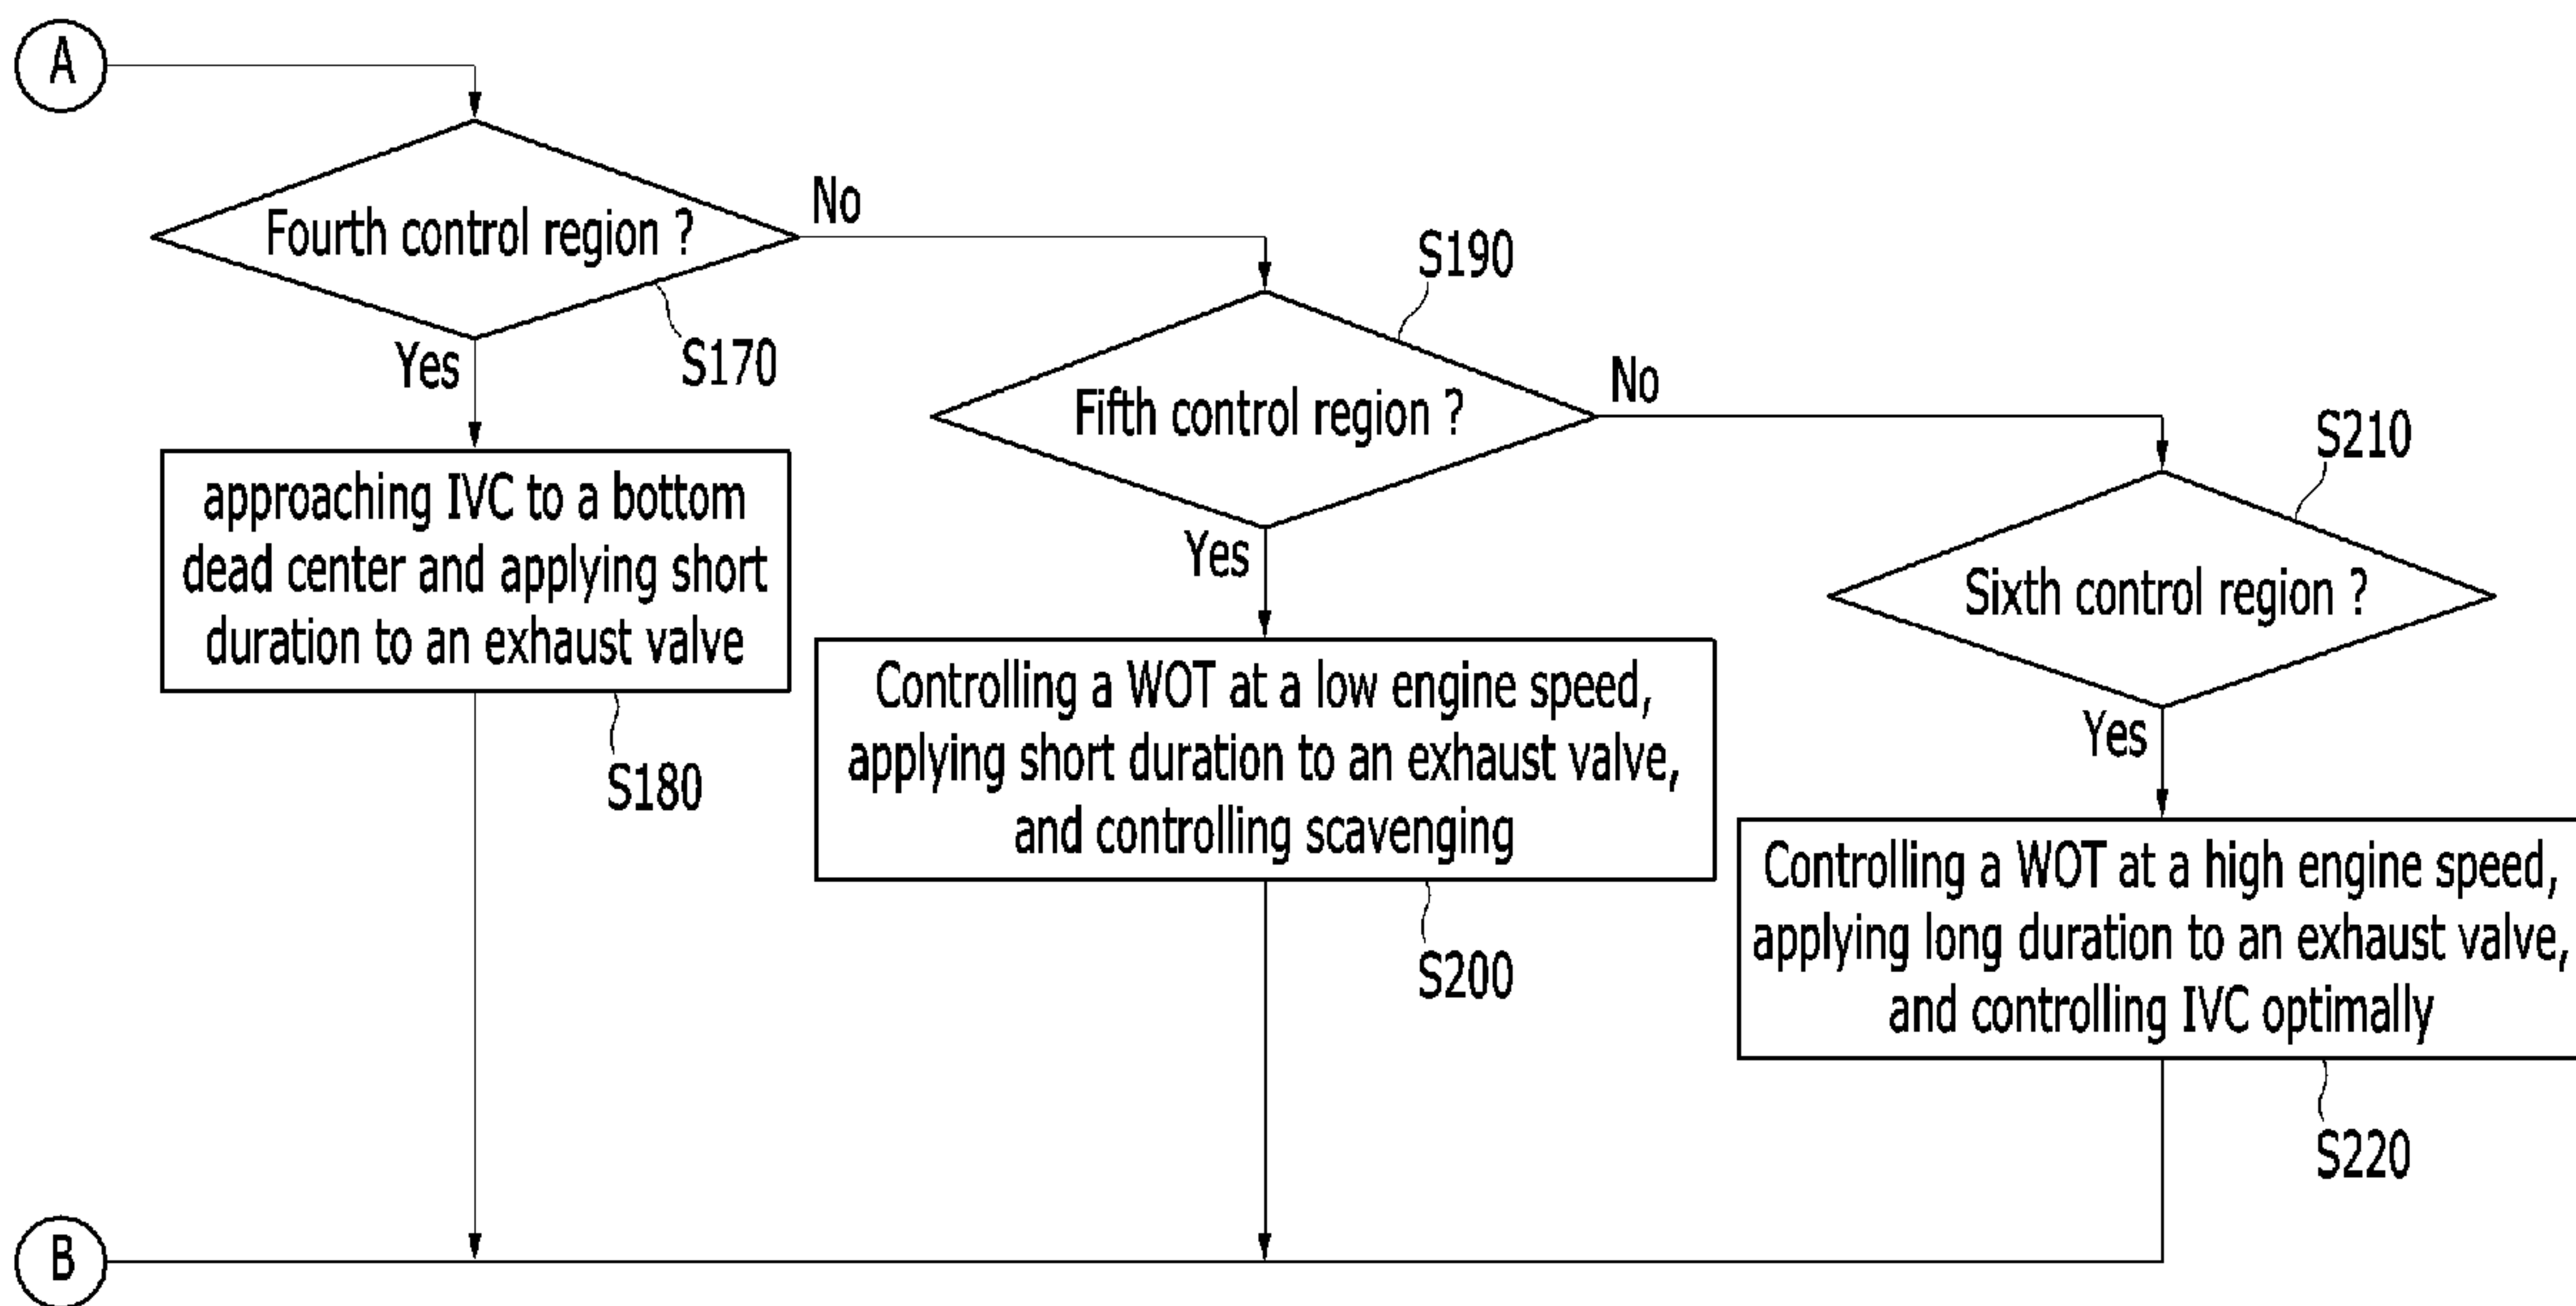 A
Fourth control region ?
No
S170
Yes
approaching IVC to a bottom
dead center and applying short
duration to an exhaust valve
S180
S190
Fifth control region ?
No
Yes
Controlling a WOT at a low engine speed,
applying short duration to an exhaust valve,
and controlling scavenging
S200
S210
Sixth control region ?
Yes
Controlling a WOT at a high engine speed,
applying long duration to an exhaust valve,
and controlling IVC optimally
S220
B